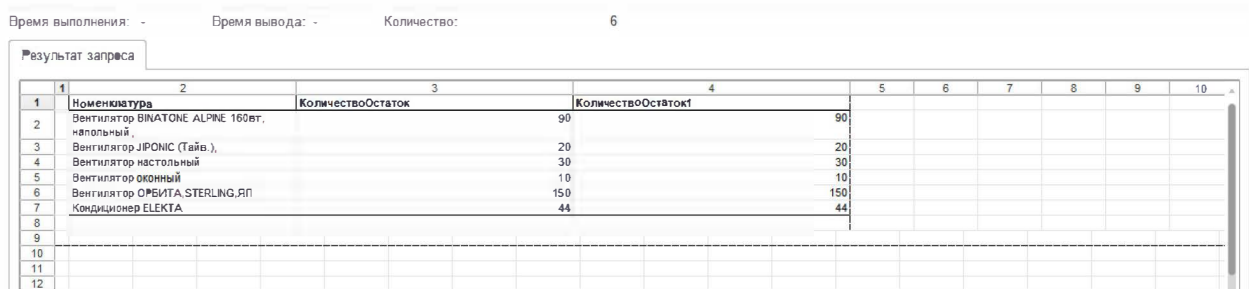 Время выполнения: - Время вывода: - Количество: 6
Результат запроса
1 2 3 4 5 6 7 8 9 10
1 Номенклатура КоличествоОстаток КоличествоОстаток1
2 Вентилятор BINATONE ALPINE 160вт, напольный , 90 90
3 Вентилятор JIPONIC (Тайв.), 20 20
4 Вентилятор настольный 30 30
5 Вентилятор оконный 10 10
6 Вентилятор ОРБИТА,STERLING,ЯП 150 150
7 Кондиционер ELEKTA 44 44
8
9
10
11
12